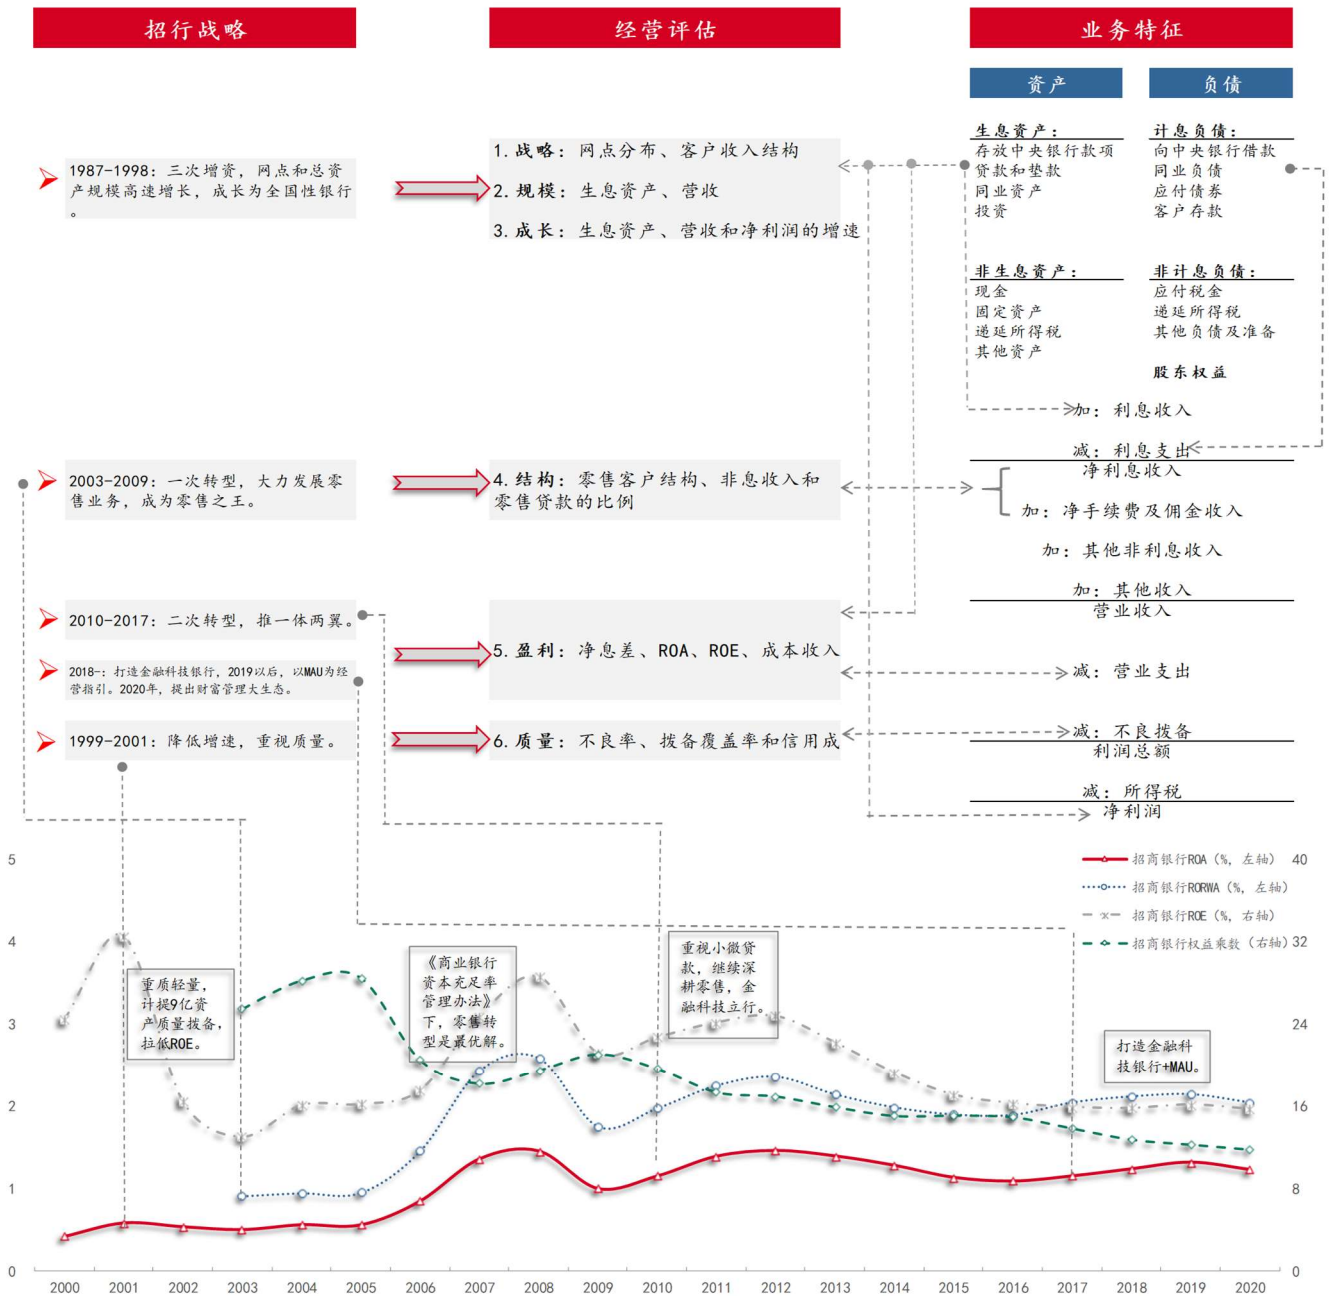 招行战略
经营评估
业务特征
资产
负债
1987-1998：三次增资，网点和总资
产规模高速增长，成长为全国性银行
。
1.战略：网点分布、客户收入结构
2.规模：生息资产、营收
3.成长：生息资产、营收和净利润的增速
生息资产：
存放中央银行款项
贷款和垫款
同业资产
投资
计息负债：
向中央银行借款
同业负债
应付债券
客户存款
非生息资产：
现金
固定资产
递延所得税
其他资产
非计息负债：
应付税金
递延所得税
其他负债及准备
股东权益
加：利息收入
减：利息支出
净利息收入
加：净手续费及佣金收入
加：其他非利息收入
加：其他收入
营业收入
减：营业支出
减：不良拨备
利润总额
减：所得税
净利润
2003-2009：一次转型，大力发展零
售业务，成为零售之王。
4.结构：零售客户结构、非息收入和
零售贷款的比例
2010-2017：二次转型，推一体两翼。
2018-：打造金融科技银行，2019以后，以MAU为经
营指引。2020年，提出财富管理大生态。
5.盈利：净息差、ROA、ROE、成本收入
1999-2001：降低增速，重视质量。
6.质量：不良率、拨备覆盖率和信用成
招商银行ROA（%，左轴）
招商银行RORWA（%，左轴）
招商银行ROE（%，右轴）
招商银行权益乘数（右轴）
重质轻量，
计提9亿资
产质量拨备，
拉低ROE。
《商业银行
资本充足率
管理办法》
下，零售转
型是最优解。
重视小微贷
款，继续深
耕零售，金
融科技立行。
打造金融科
技银行+MAU。
5
4
3
2
1
0
40
32
24
16
8
0
2000 2001 2002 2003 2004 2005 2006 2007 2008 2009 2010 2011 2012 2013 2014 2015 2016 2017 2018 2019 2020